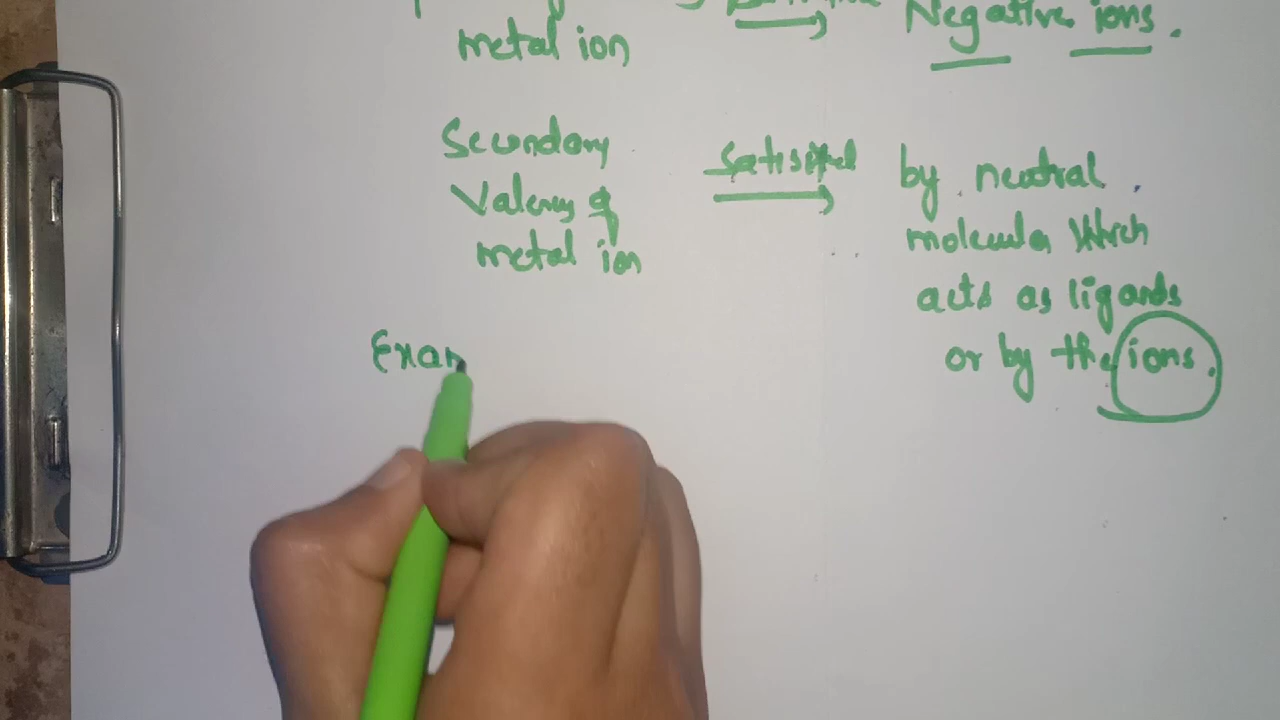 Negative ions.
metal ion
Secondary
Valency of
metal ion
Satisfied
by neutral
molecules which
acts as ligands
or by the ions.
Exam